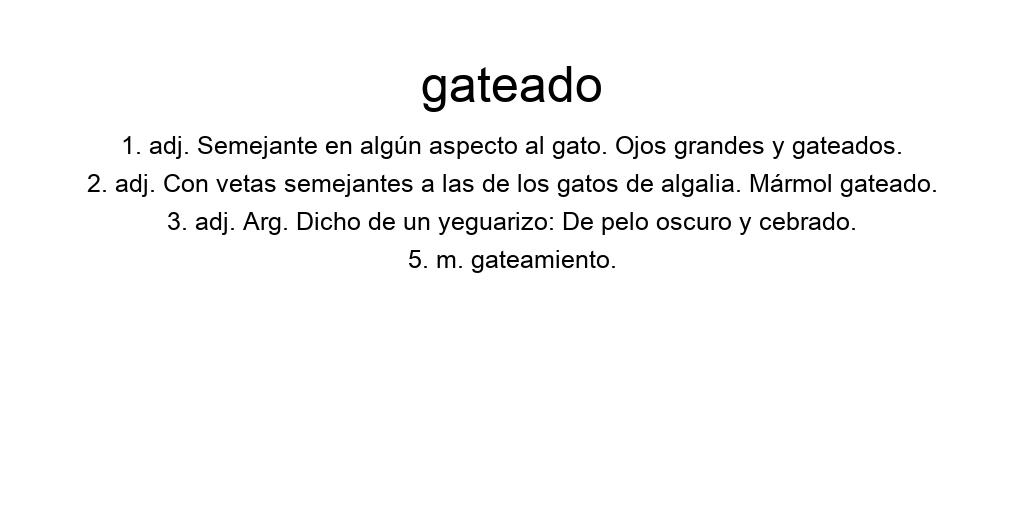 gateado
1. adj. Semejante en algún aspecto al gato. Ojos grandes y gateados.
2. adj. Con vetas semejantes a las de los gatos de algalia. Mármol gateado.
3. adj. Arg. Dicho de un yeguarizo: De pelo oscuro y cebrado.
5. m. gateamiento.